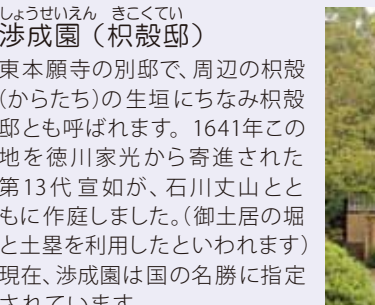 しょうせいえん きこくてい
渉成園（枳殻邸）
東本願寺の別邸で、周辺の枳殻
(からたち)の生垣にちなみ枳殻
邸とも呼ばれます。1641年この
地を徳川家光から寄進された
第13代 宣如が、石川丈山とと
もに作庭しました。(御土居の堀
と土塁を利用したといわれます)
現在、渉成園は国の名勝に指定
されています